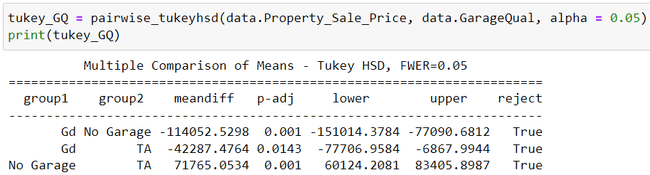 tukey_GQ = pairwise_tukeyhsd(data.Property_Sale_Price, data.GarageQual, alpha = 0.05)
print(tukey_GQ)
Multiple Comparison of Means - Tukey HSD, FWER=0.05
==================================================================
group1 group2 meandiff p-adj lower upper reject
------------------------------------------------------------------
Gd No Garage -114052.5298 0.001 -151014.3784 -77090.6812 True
Gd TA -42287.4764 0.0143 -77706.9584 -6867.9944 True
No Garage TA 71765.0534 0.001 60124.2081 83405.8987 True